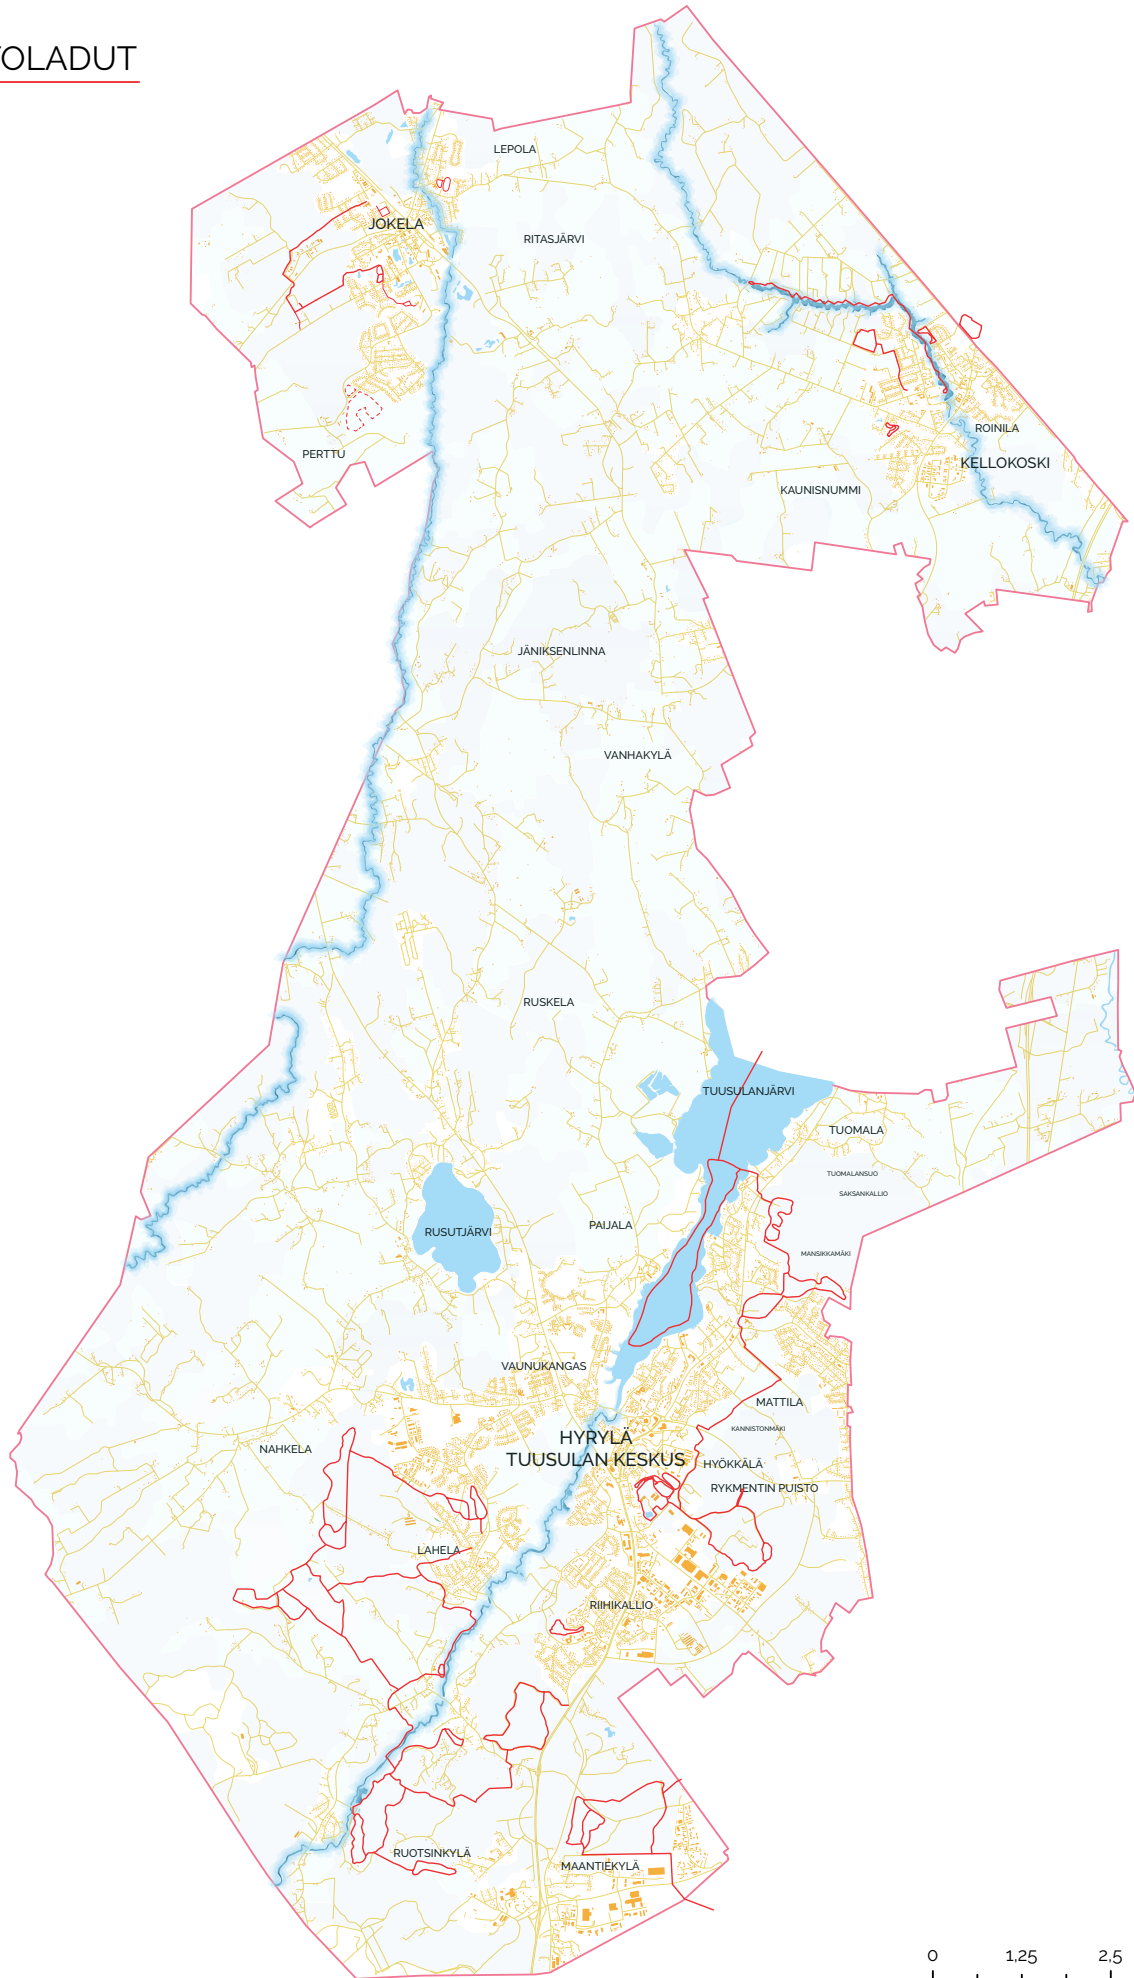 OLADUT
LEPOLA
JOKELA
RITASJÄRVI
PERTTU
ROINILA
KELLOKOSKI
KAUNISNUMMI
JÄNIKSENLINNA
VANHAKYLÄ
RUSKELA
TUUSULANJÄRVI
TUOMALA
TUOMALANSUO
SAKSANKALLIO
RUSUTJÄRVI
PAIJALA
MANSIKKAMÄKI
VAUNUKANGAS
MATTILA
KANNISTONMÄKI
HYRYLÄ
TUUSULAN KESKUS
NAHKELA
HYÖKKÄLÄ
RYKMENTIN PUISTO
LAHELA
RIIHIKALLIO
RUOTSINKYLÄ
MAANTIEKYLÄ
0 1,25 2,5